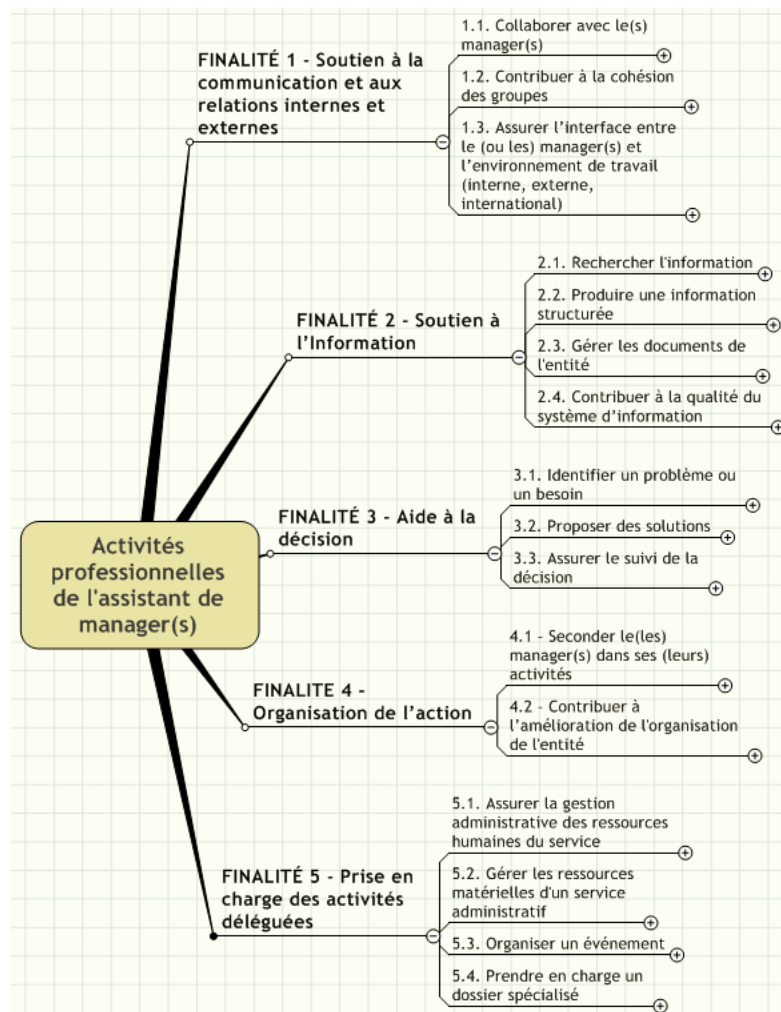 Activités
professionnelles
de l'assistant de
manager(s)
FINALITÉ 1 - Soutien à la
communication et aux
relations internes et
externes
1.1. Collaborer avec le(s)
manager(s)
1.2. Contribuer à la cohésion
des groupes
1.3. Assurer l’interface entre
le (ou les) manager(s) et
l’environnement de travail
(interne, externe,
international)
FINALITÉ 2 - Soutien à
l’Information
2.1. Rechercher l'information
2.2. Produire une information
structurée
2.3. Gérer les documents de
l'entité
2.4. Contribuer à la qualité du
système d’information
FINALITÉ 3 - Aide à la
décision
3.1. Identifier un problème ou
un besoin
3.2. Proposer des solutions
3.3. Assurer le suivi de la
décision
FINALITE 4 -
Organisation de l’action
4.1 - Seconder le(les)
manager(s) dans ses (leurs)
activités
4.2 - Contribuer à
l’amélioration de l'organisation
de l'entité
FINALITÉ 5 - Prise en
charge des activités
déléguées
5.1. Assurer la gestion
administrative des ressources
humaines du service
5.2. Gérer les ressources
matérielles d'un service
administratif
5.3. Organiser un événement
5.4. Prendre en charge un
dossier spécialisé